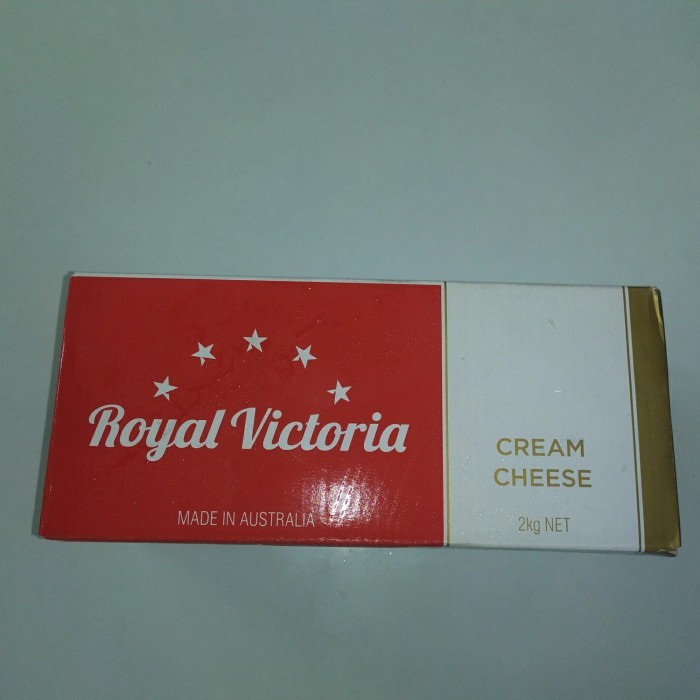 Royal Victoria
MADE IN AUSTRALIA
CREAM
CHEESE
2kg NET